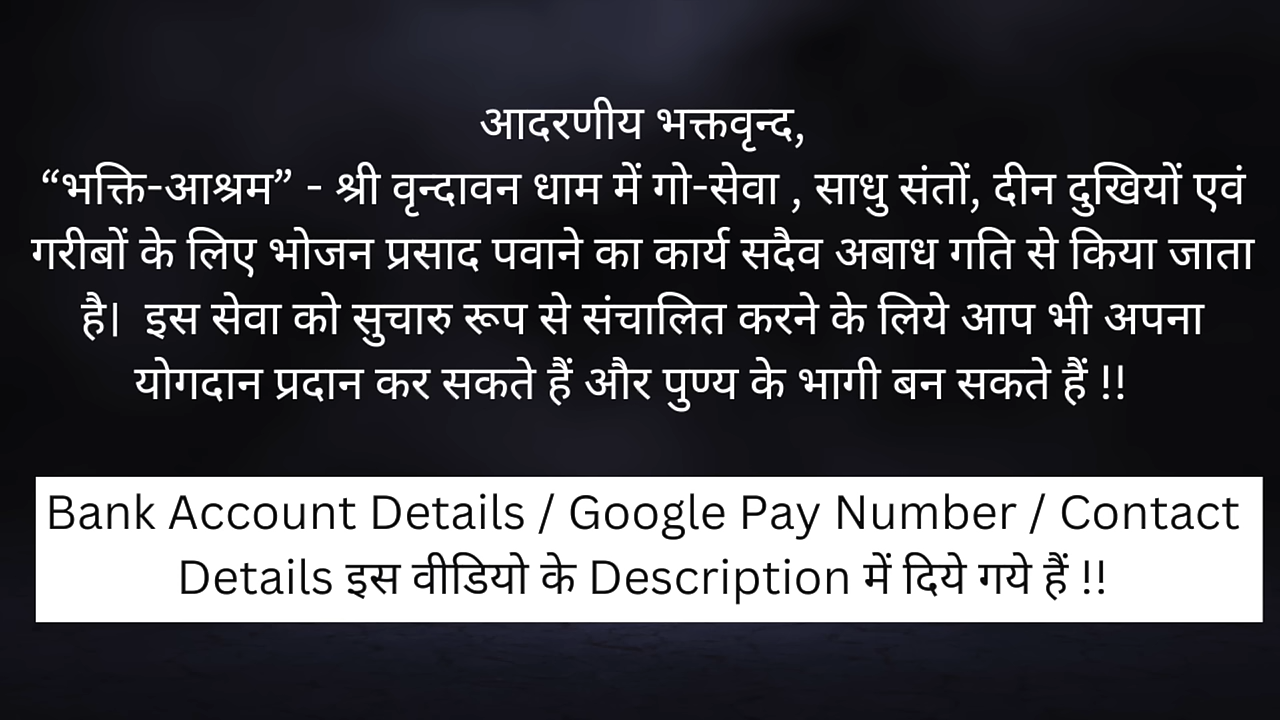 आदरणीय भक्तवृन्द,
“भक्ति-आश्रम” - श्री वृन्दावन धाम में गो-सेवा , साधु संतों, दीन दुखियों एवं
गरीबों के लिए भोजन प्रसाद पवाने का कार्य सदैव अबाध गति से किया जाता
है।  इस सेवा को सुचारु रूप से संचालित करने के लिये आप भी अपना
योगदान प्रदान कर सकते हैं और पुण्य के भागी बन सकते हैं !!
Bank Account Details / Google Pay Number / Contact
Details इस वीडियो के Description में दिये गये हैं !!